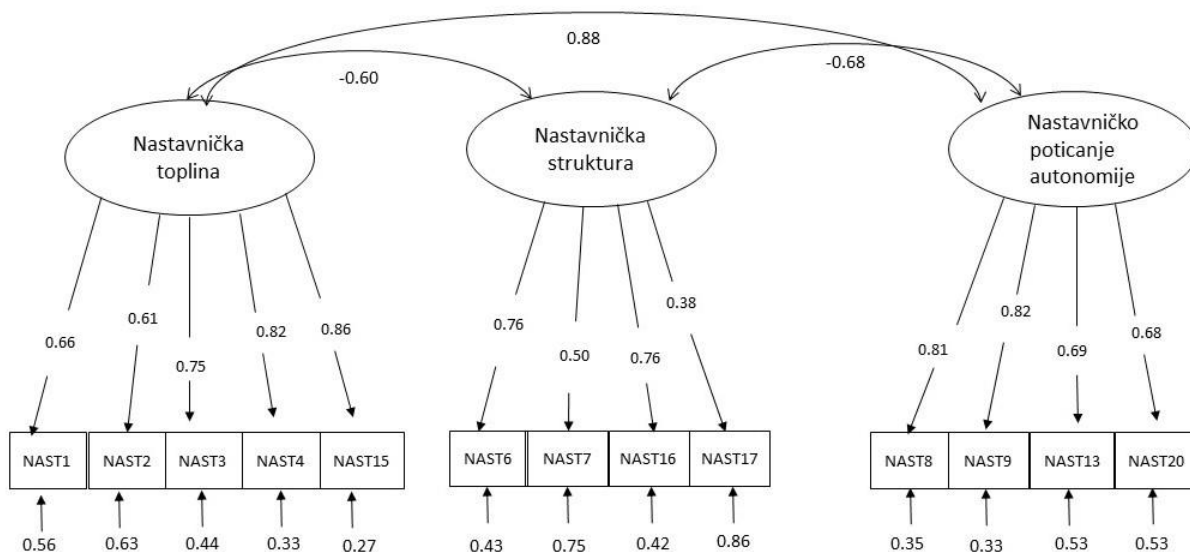 0.88
-0.60
-0.68
Nastavnička
toplina
Nastavnička
struktura
Nastavničko
poticanje
autonomije
0.66
0.61
0.75
0.82
0.86
0.76
0.50
0.76
0.38
0.81
0.82
0.69
0.68
NAST1 NAST2 NAST3 NAST4 NAST15
NAST6 NAST7 NAST16 NAST17
NAST8 NAST9 NAST13 NAST20
0.56 0.63 0.44 0.33 0.27
0.43 0.75 0.42 0.86
0.35 0.33 0.53 0.53